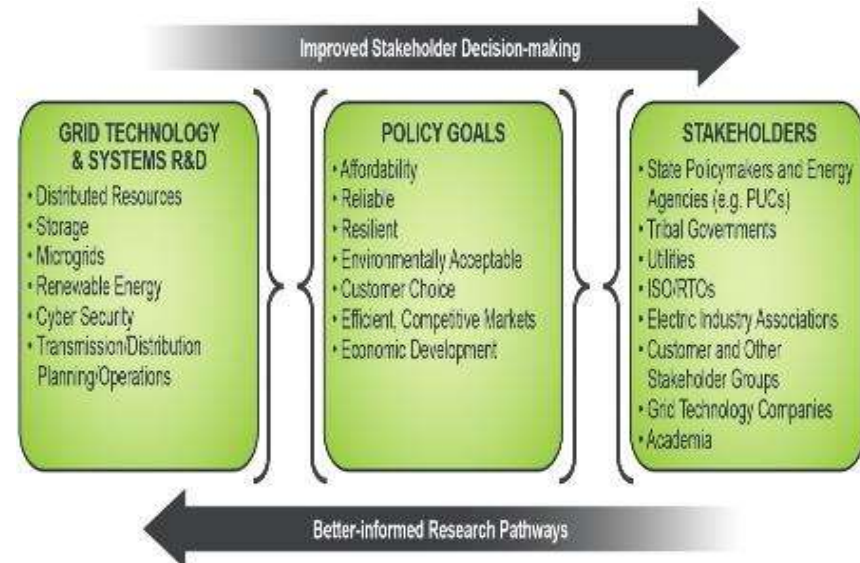 Improved Stakeholder Decision-making
GRID TECHNOLOGY
& SYSTEMS R&D
• Distributed Resources
• Storage
• Microgrids
• Renewable Energy
• Cyber Security
• Transmission/Distribution
Planning/Operations
POLICY GOALS
• Affordability
• Reliable
• Resilient
• Environmentally Acceptable
• Customer Choice
• Efficient, Competitive Markets
• Economic Development
STAKEHOLDERS
• State Policymakers and Energy
Agencies (e.g. PUCs)
• Tribal Governments
• Utilities
• ISO/RTOs
• Electric Industry Associations
• Customer and Other
Stakeholder Groups
• Grid Technology Companies
• Academia
Better-informed Research Pathways